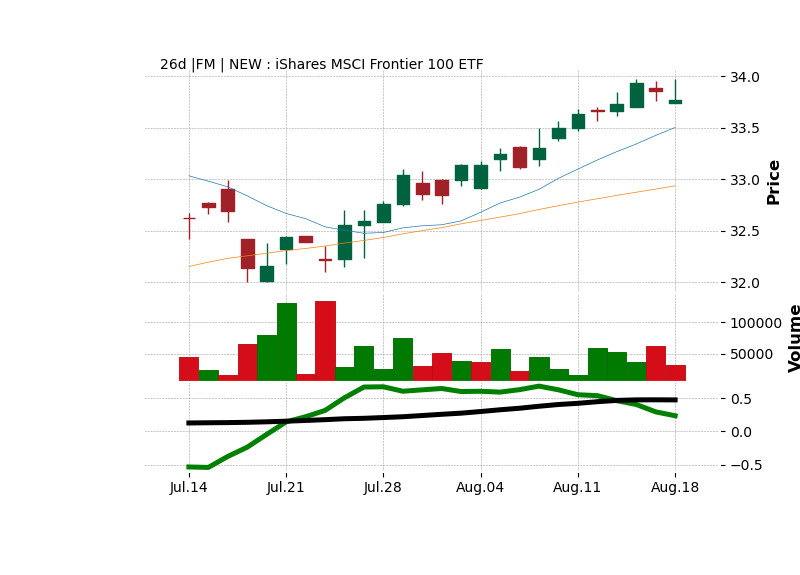 26d |FM | NEW : iShares MSCI Frontier 100 ETF
34.0
33.5
33.0
32.5
32.0
Price
100000
50000
Volume
0.5
0.0
−0.5
Jul.14 Jul.21 Jul.28 Aug.04 Aug.11 Aug.18